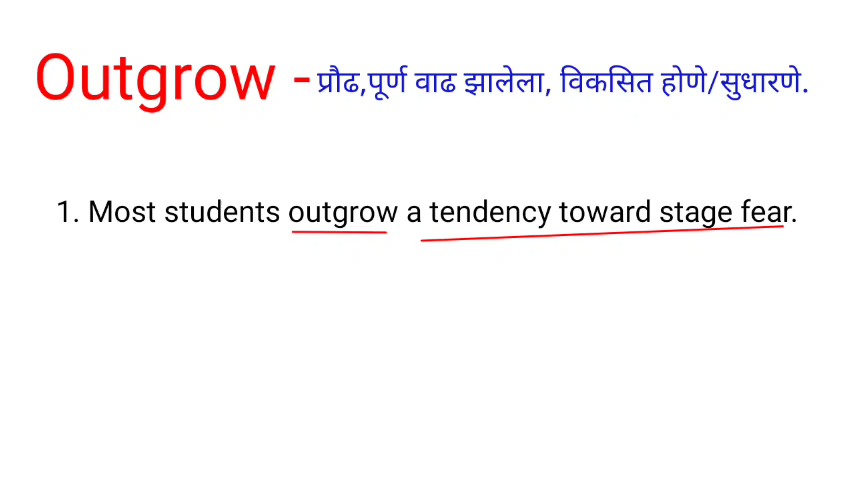 Outgrow - प्रौढ,पूर्ण वाढ झालेला, विकसित होणे/सुधारणे.
1. Most students outgrow a tendency toward stage fear.